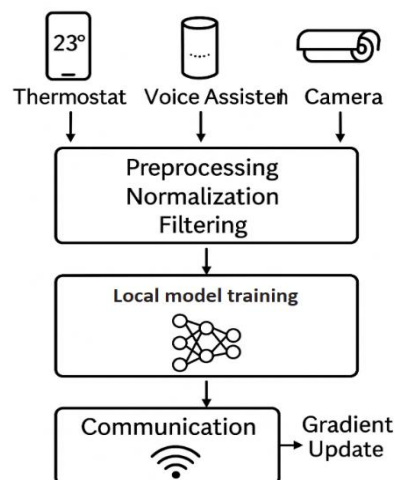 23°
Thermostat Voice Assisten Camera
Preprocessing
Normalization
Filtering
Local model training
Communication
Gradient
Update